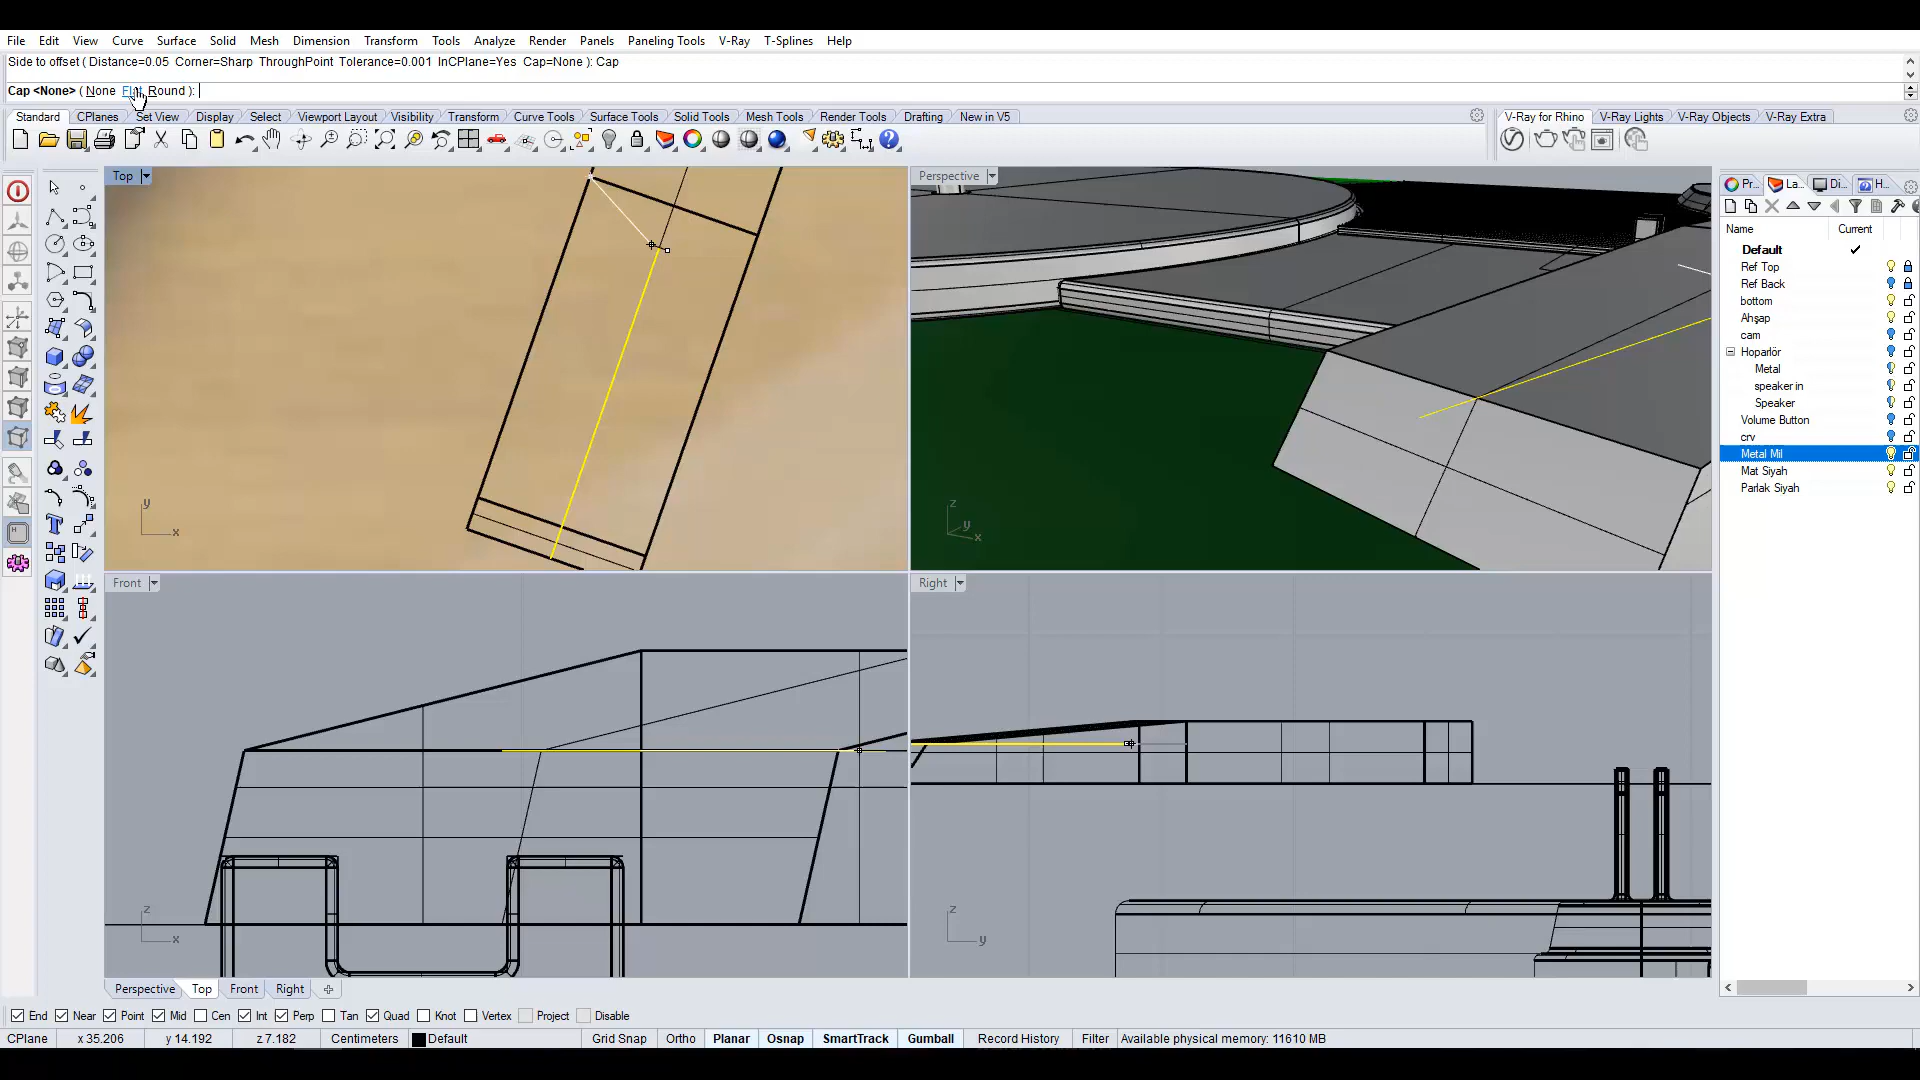 File Edit View Curve Surface Solid Mesh Dimension Transform Tools Analyze Render Panels Paneling Tools V-Ray T-Splines Help
Side to offset ( Distance=0.05 Corner=Sharp ThroughPoint Tolerance=0.001 InCPlane=Yes Cap=None ): Cap
Cap <None> ( None Flat Round ):
Standard CPlanes Set View Display Select Viewport Layout Visibility Transform Curve Tools Surface Tools Solid Tools Mesh Tools Render Tools Drafting New in V5
V-Ray for Rhino V-Ray Lights V-Ray Objects V-Ray Extra
Top
Perspective
Pr... La... Di... H...
Name Current
Default
Ref Top
Ref Back
bottom
Ahşap
cam
Hoparlör
Metal
speaker in
Speaker
Volume Button
crv
Metal Mil
Mat Siyah
Parlak Siyah
y
x
z
y
x
Front
Right
z
x
z
y
Perspective Top Front Right
End Near Point Mid Cen Int Perp Tan Quad Knot Vertex Project Disable
CPlane x 35.206 y 14.192 z 7.182 Centimeters Default Grid Snap Ortho Planar Osnap SmartTrack Gumball Record History Filter Available physical memory: 11610 MB